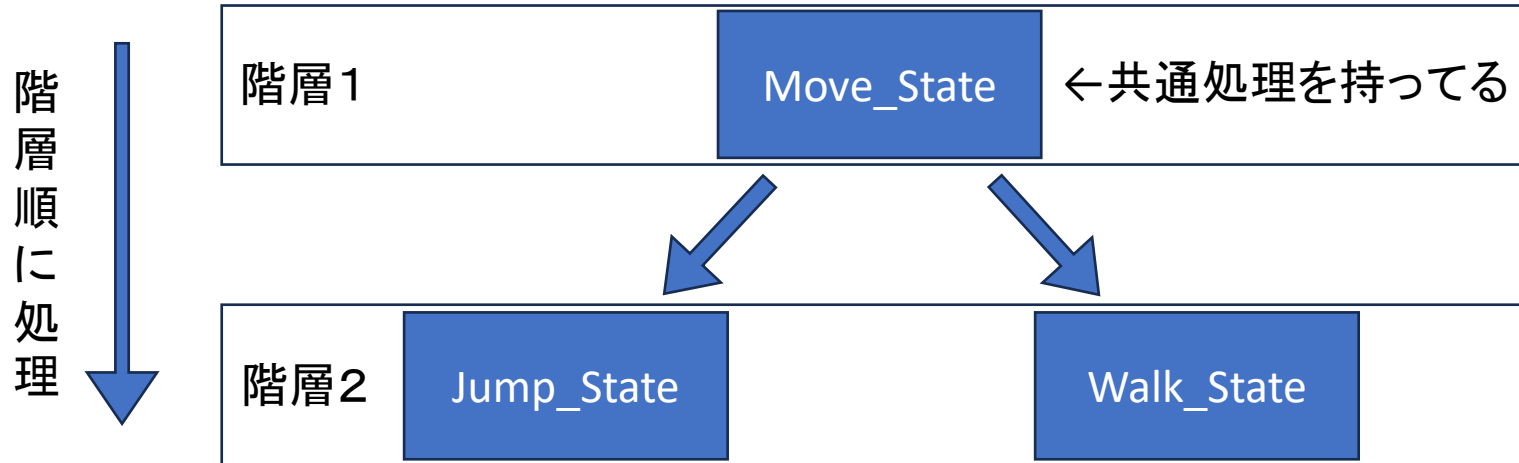 階層順に処理
階層1
Move_State
←共通処理を持ってる
階層2
Jump_State
Walk_State